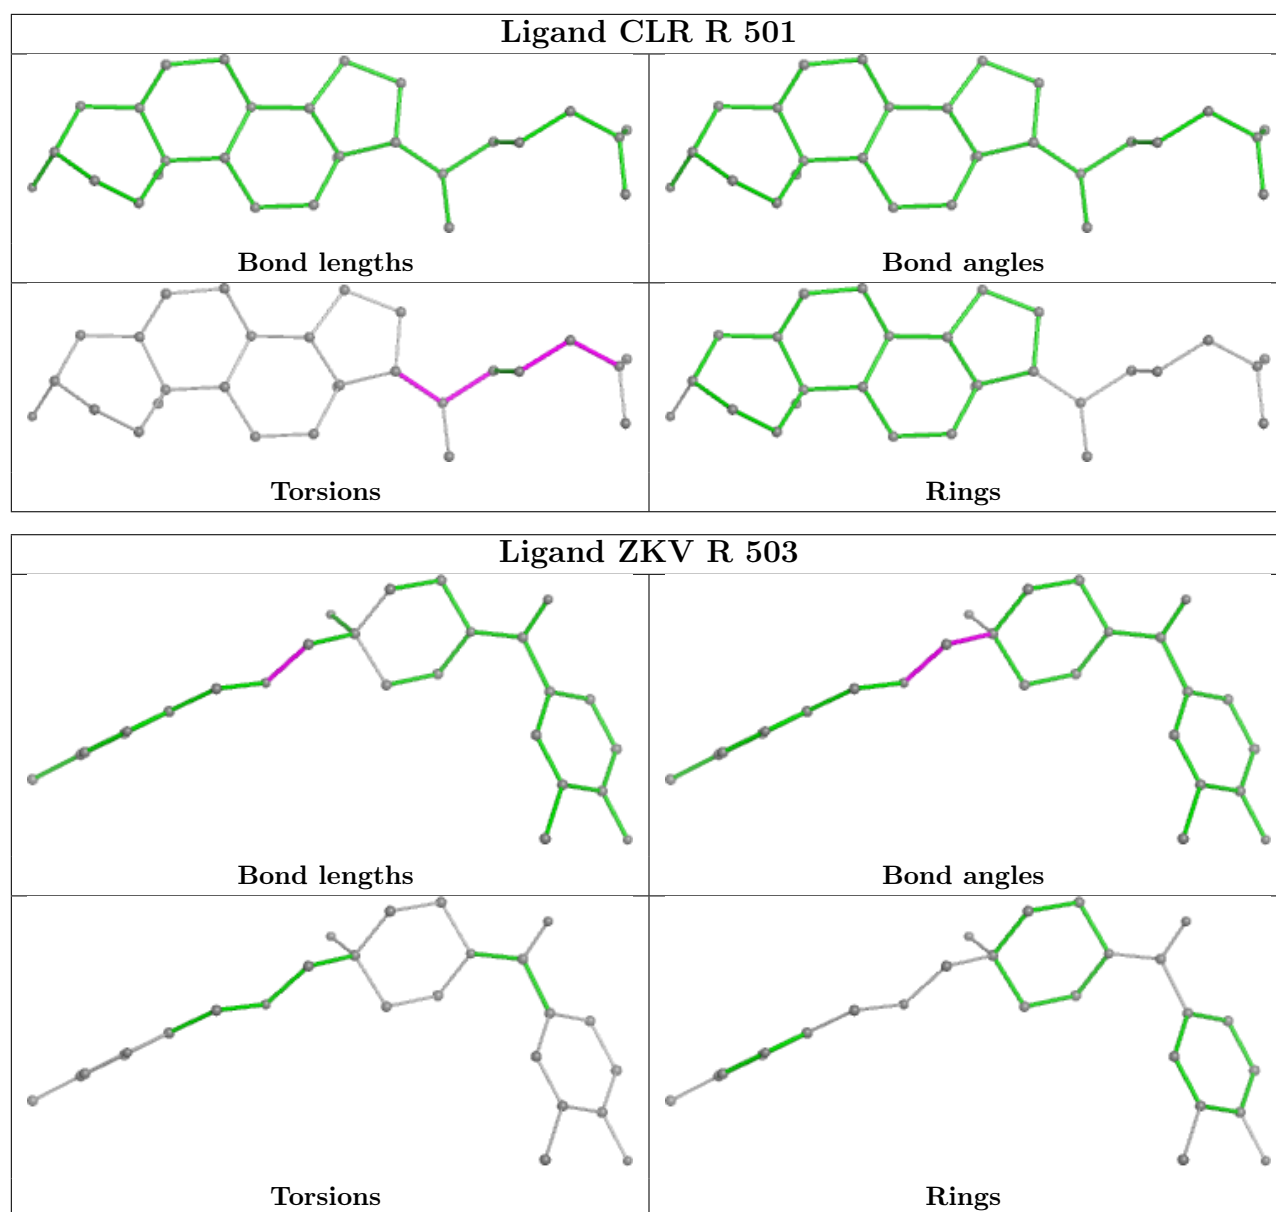 Ligand CLR R 501
Bond lengths
Bond angles
Torsions
Rings
Ligand ZKV R 503
Bond lengths
Bond angles
Torsions
Rings